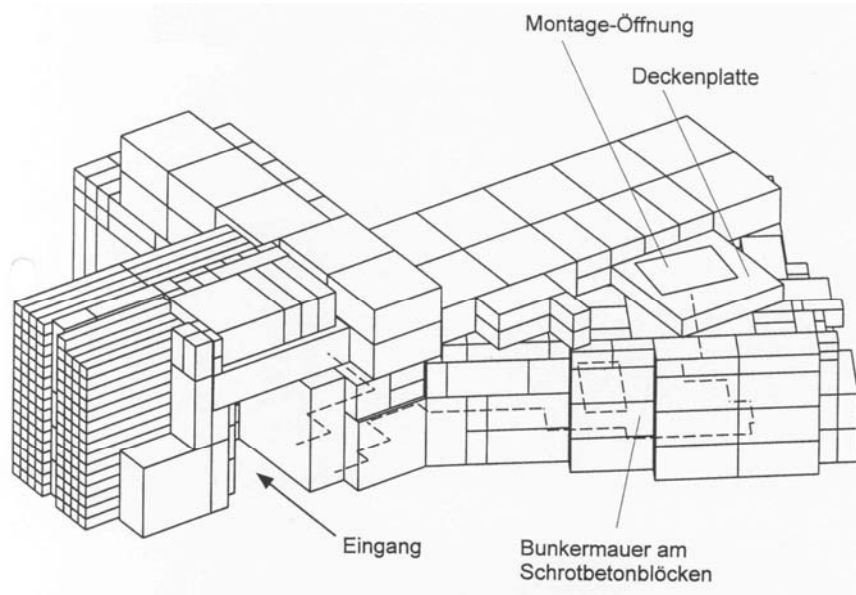 Montage-Öffnung
Deckenplatte
Eingang
Bunkermauer am
Schrotbetonblöcken